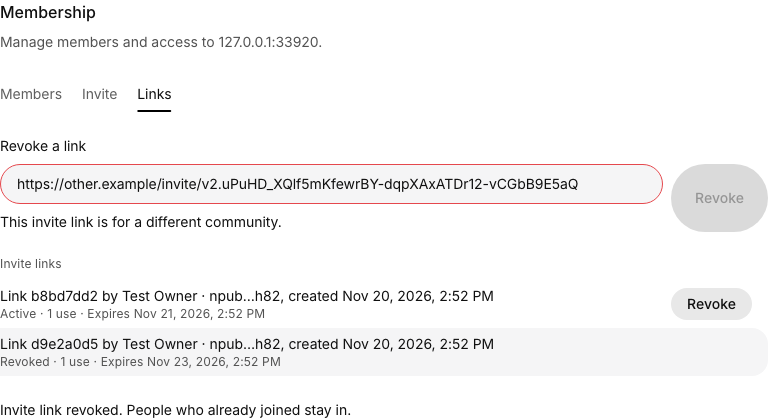 Membership
Manage members and access to 127.0.0.1:33920.
Members Invite Links
Revoke a link
https://other.example/invite/v2.uPuHD_XQlf5mKfewrBY-dqpXAxATDr12-vCGbB9E5aQ
Revoke
This invite link is for a different community.
Invite links
Link b8bd7dd2 by Test Owner · npub...h82, created Nov 20, 2026, 2:52 PM
Active · 1 use · Expires Nov 21, 2026, 2:52 PM
Revoke
Link d9e2a0d5 by Test Owner · npub...h82, created Nov 20, 2026, 2:52 PM
Revoked · 1 use · Expires Nov 23, 2026, 2:52 PM
Invite link revoked. People who already joined stay in.